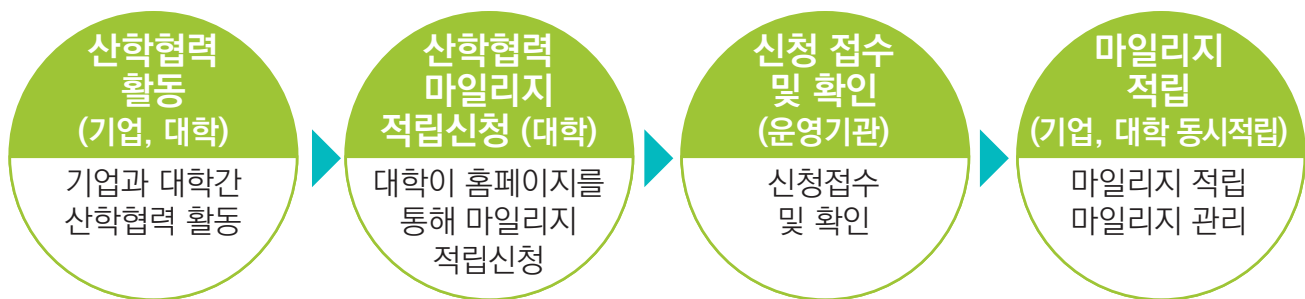 산학협력
활동
(기업, 대학)
기업과 대학간
산학협력 활동
산학협력
마일리지
적립신청 (대학)
대학이 홈페이지를
통해 마일리지
적립신청
신청 접수
및 확인
(운영기관)
신청접수
및 확인
마일리지
적립
(기업, 대학 동시적립)
마일리지 적립
마일리지 관리